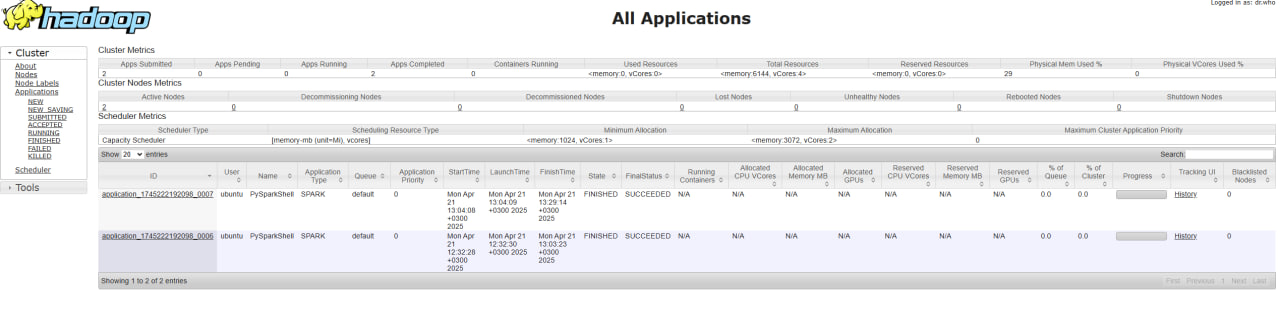 Logged in as: dr.who
hadoop
All Applications
Cluster
About
Nodes
Node Labels
Applications
NEW
NEW_SAVING
SUBMITTED
ACCEPTED
RUNNING
FINISHED
FAILED
KILLED
Scheduler
Tools
Cluster Metrics
Apps Submitted Apps Pending Apps Running Apps Completed Containers Running Used Resources Total Resources Reserved Resources Physical Mem Used % Physical VCores Used %
2 0 0 2 0 <memory:0, vCores:0> <memory:6144, vCores:4> <memory:0, vCores:0> 29 0
Cluster Nodes Metrics
Active Nodes Decommissioning Nodes Decommissioned Nodes Lost Nodes Unhealthy Nodes Rebooted Nodes Shutdown Nodes
2 0 0 0 0 0 0
Scheduler Metrics
Scheduler Type Scheduling Resource Type Minimum Allocation Maximum Allocation Maximum Cluster Application Priority
Capacity Scheduler [memory-mb (unit=Mi), vcores] <memory:1024, vCores:1> <memory:3072, vCores:2> 0
Show 20 entries Search:
ID User Name Application Type Queue Application Priority StartTime LaunchTime FinishTime State FinalStatus Running Containers Allocated CPU VCores Allocated Memory MB Allocated GPUs Reserved CPU VCores Reserved Memory MB Reserved GPUs % of Queue % of Cluster Progress Tracking UI Blacklisted Nodes
application_1745222192098_0007 ubuntu PySparkShell SPARK default 0 Mon Apr 21 13:04:08 +0300 2025 Mon Apr 21 13:04:09 +0300 2025 Mon Apr 21 13:29:14 +0300 2025 FINISHED SUCCEEDED N/A N/A N/A N/A N/A N/A N/A 0.0 0.0 History 0
application_1745222192098_0006 ubuntu PySparkShell SPARK default 0 Mon Apr 21 12:32:28 +0300 2025 Mon Apr 21 12:32:30 +0300 2025 Mon Apr 21 13:03:23 +0300 2025 FINISHED SUCCEEDED N/A N/A N/A N/A N/A N/A N/A 0.0 0.0 History 0
Showing 1 to 2 of 2 entries First Previous 1 Next Last